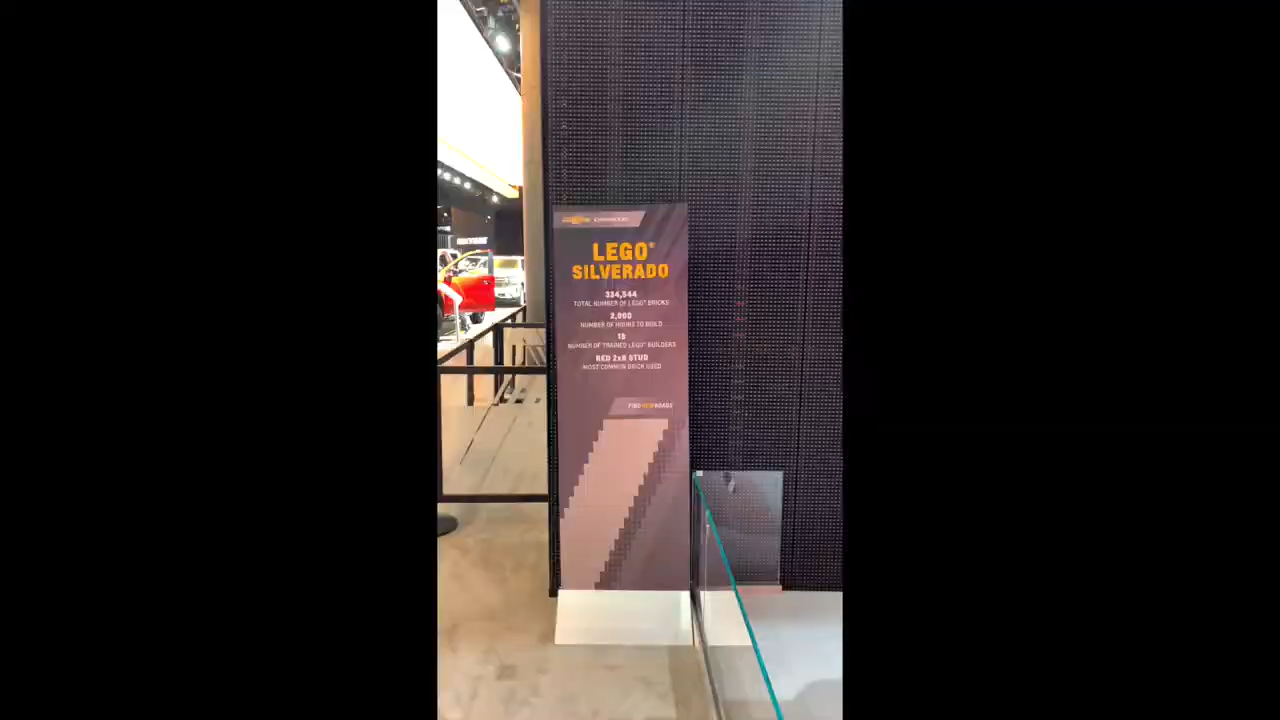 CHEVROLET
LEGO®
SILVERADO
334,544
TOTAL NUMBER OF LEGO® BRICKS
2,000
NUMBER OF HOURS TO BUILD
18
NUMBER OF TRAINED LEGO® BUILDERS
RED 2x8 STUD
MOST COMMON BRICK USED
FIND NEW ROADS